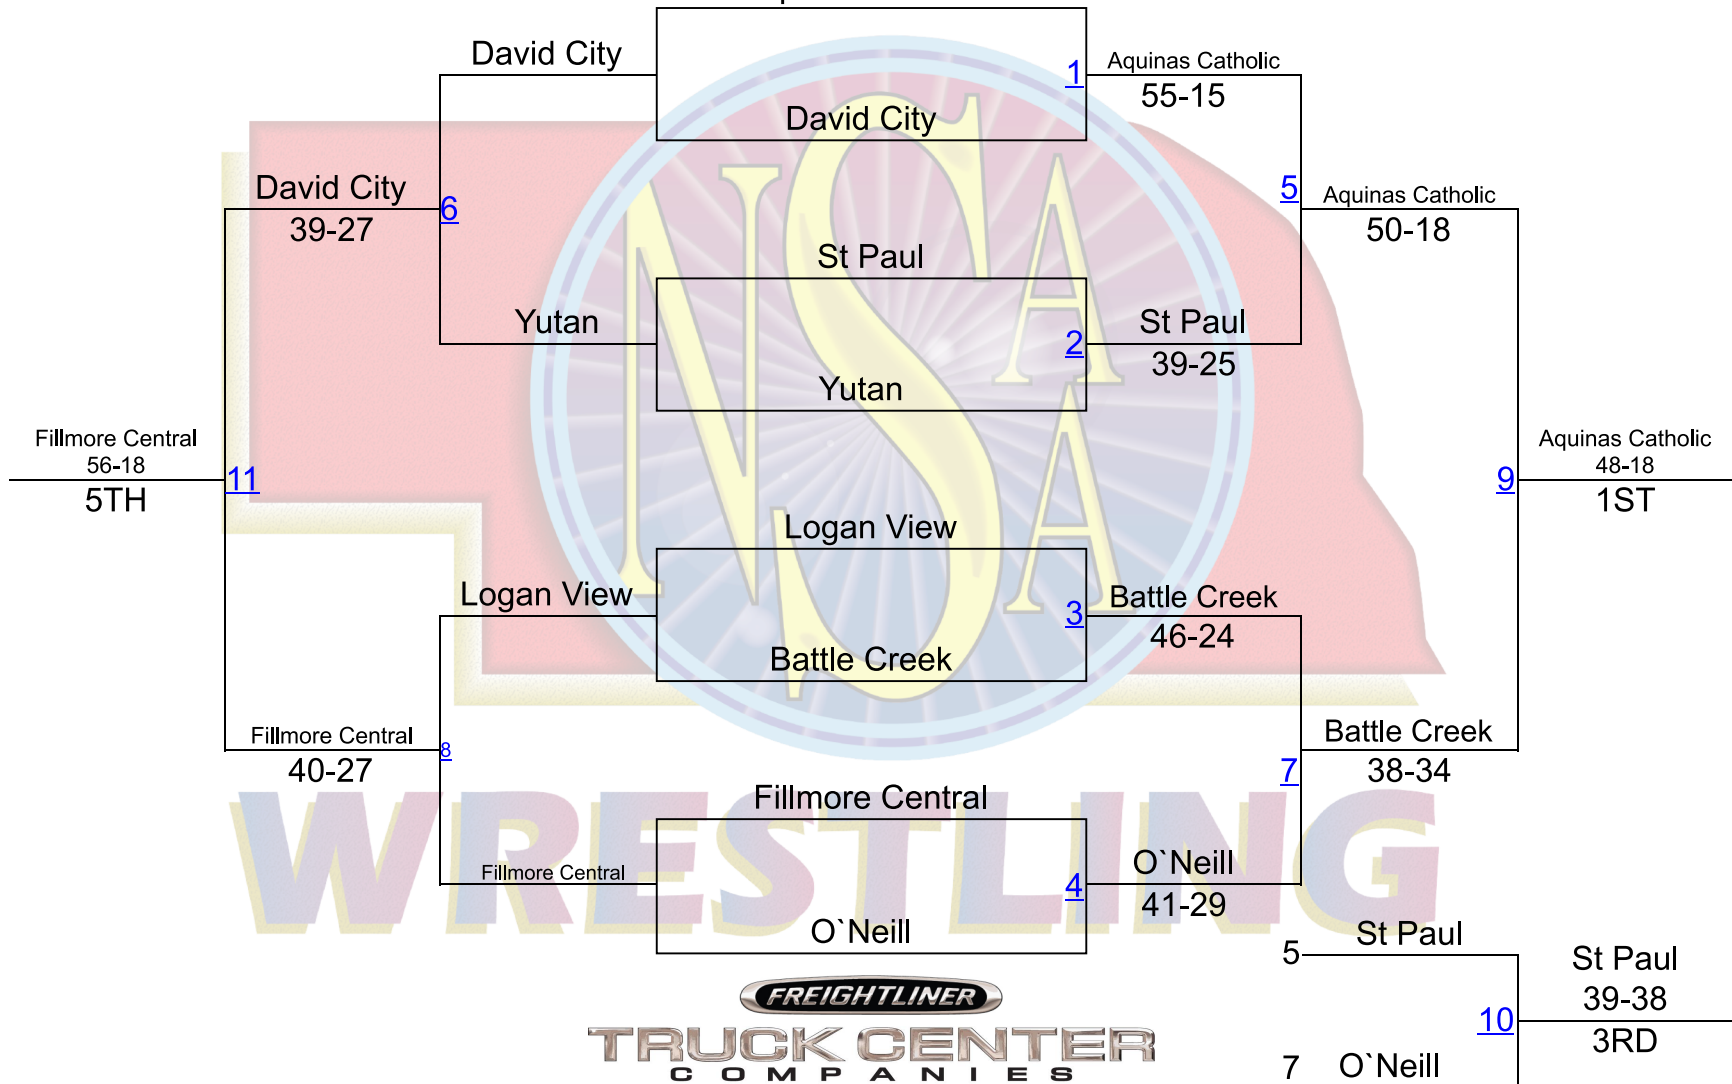 David City
1
Aquinas Catholic
55-15
David City
David City
39-27
6
5
Aquinas Catholic
50-18
St Paul
Yutan
2
St Paul
39-25
Yutan
Fillmore Central
56-18
5TH
11
9
Aquinas Catholic
48-18
1ST
Logan View
Logan View
3
Battle Creek
46-24
Battle Creek
Fillmore Central
40-27
8
7
Battle Creek
38-34
Fillmore Central
Fillmore Central
4
O`Neill
41-29
O`Neill
NSAA
WRESTLING
5 St Paul
St Paul
39-38
10
3RD
7 O`Neill
FREIGHTLINER
TRUCK CENTER
COMPANIES